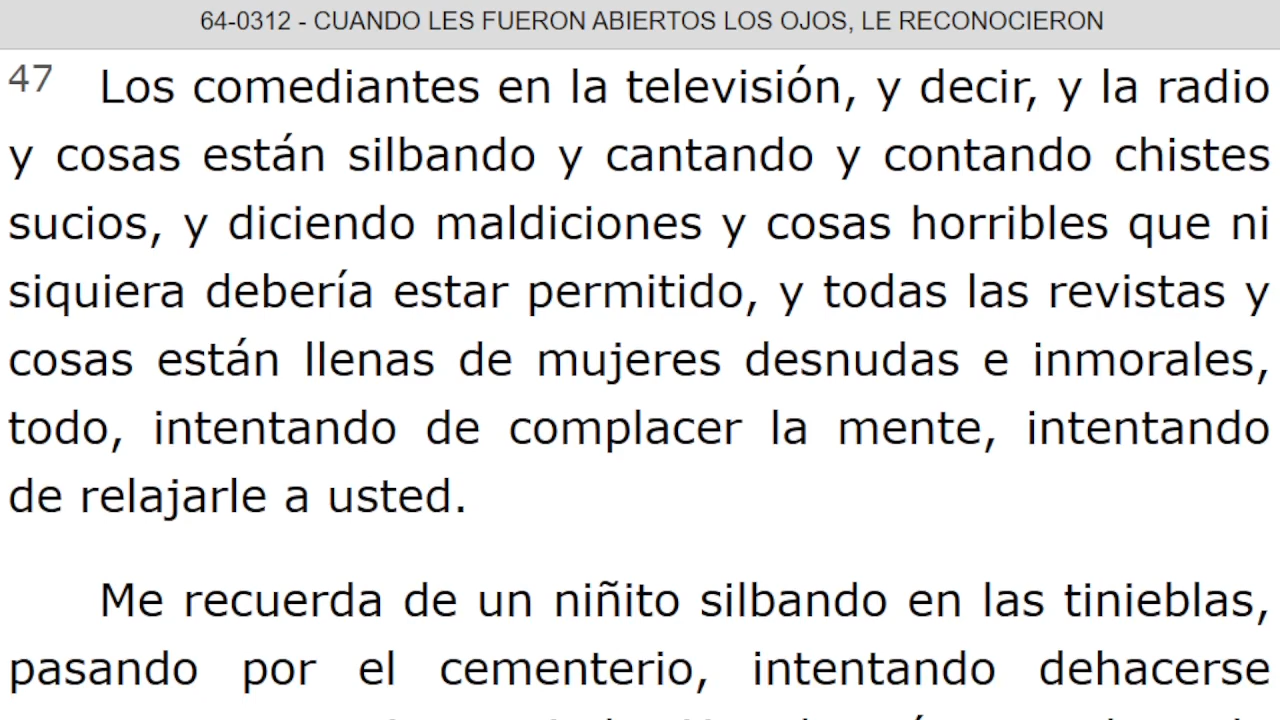 64-0312 - CUANDO LES FUERON ABIERTOS LOS OJOS, LE RECONOCIERON
47 Los comediantes en la televisión, y decir, y la radio
y cosas están silbando y cantando y contando chistes
sucios, y diciendo maldiciones y cosas horribles que ni
siquiera debería estar permitido, y todas las revistas y
cosas están llenas de mujeres desnudas e inmorales,
todo, intentando de complacer la mente, intentando
de relajarle a usted.
Me recuerda de un niñito silbando en las tinieblas,
pasando por el cementerio, intentando dehacerse